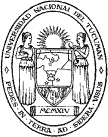 UNIVERSIDAD NACIONAL DEL TUCUMAN
PEDES IN TERRA AD SIDERA VISUS
MCMXIV